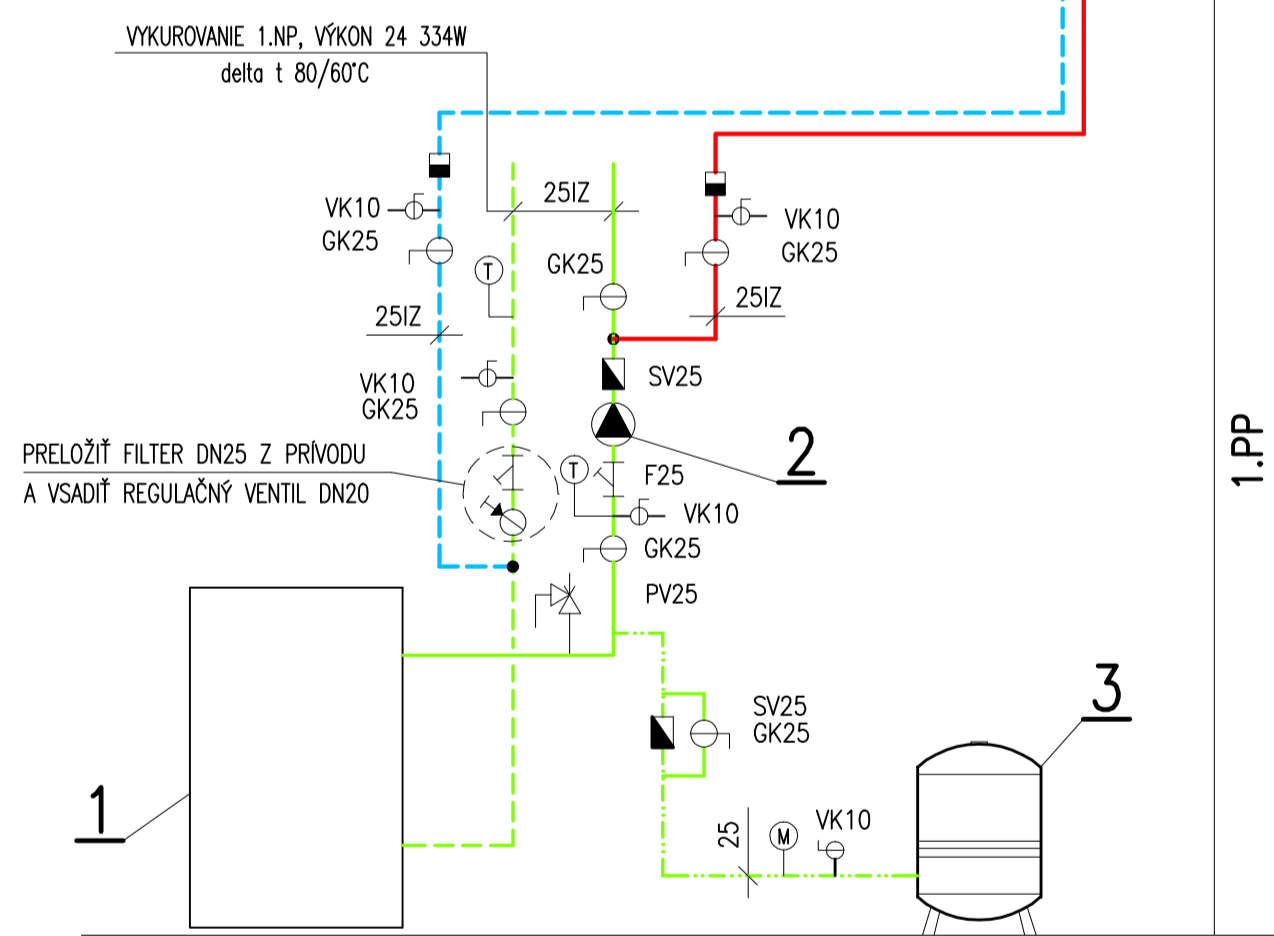 VYKUROVANIE 1.NP, VÝKON 24 334W
delta t 80/60°C
25IZ
VK10
GK25
VK10
GK25
T
GK25
25IZ
25IZ
VK10
GK25
SV25
PRELOŽIŤ FILTER DN25 Z PRÍVODU
A VSADIŤ REGULAČNÝ VENTIL DN20
T
F25
2
VK10
GK25
PV25
1.PP
SV25
GK25
3
1
25
M
VK10